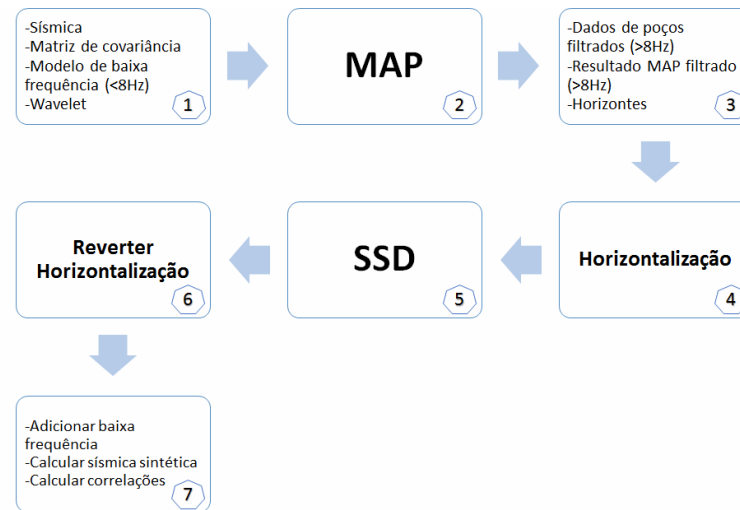 -Sísmica
-Matriz de covariância
-Modelo de baixa
frequência (<8Hz)
-Wavelet
1
MAP
2
-Dados de poços
filtrados (>8Hz)
-Resultado MAP filtrado
(>8Hz)
-Horizontes
3
Reverter
Horizontalização
6
SSD
5
Horizontalização
4
-Adicionar baixa
frequência
-Calcular sísmica sintética
-Calcular correlações
7